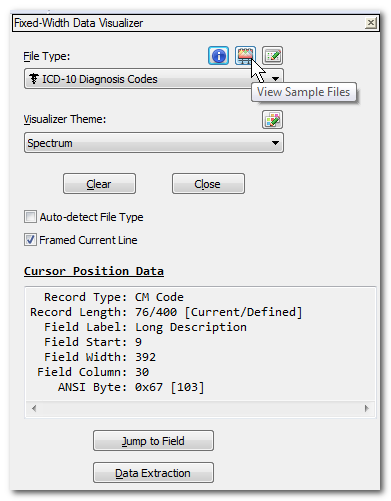 Fixed-Width Data Visualizer
File Type:
ICD-10 Diagnosis Codes
View Sample Files
Visualizer Theme:
Spectrum
Clear Close
Auto-detect File Type
Framed Current Line
Cursor Position Data
Record Type: CM Code
Record Length: 76/400 [Current/Defined]
Field Label: Long Description
Field Start: 9
Field Width: 392
Field Column: 30
ANSI Byte: 0x67 [103]
Jump to Field
Data Extraction